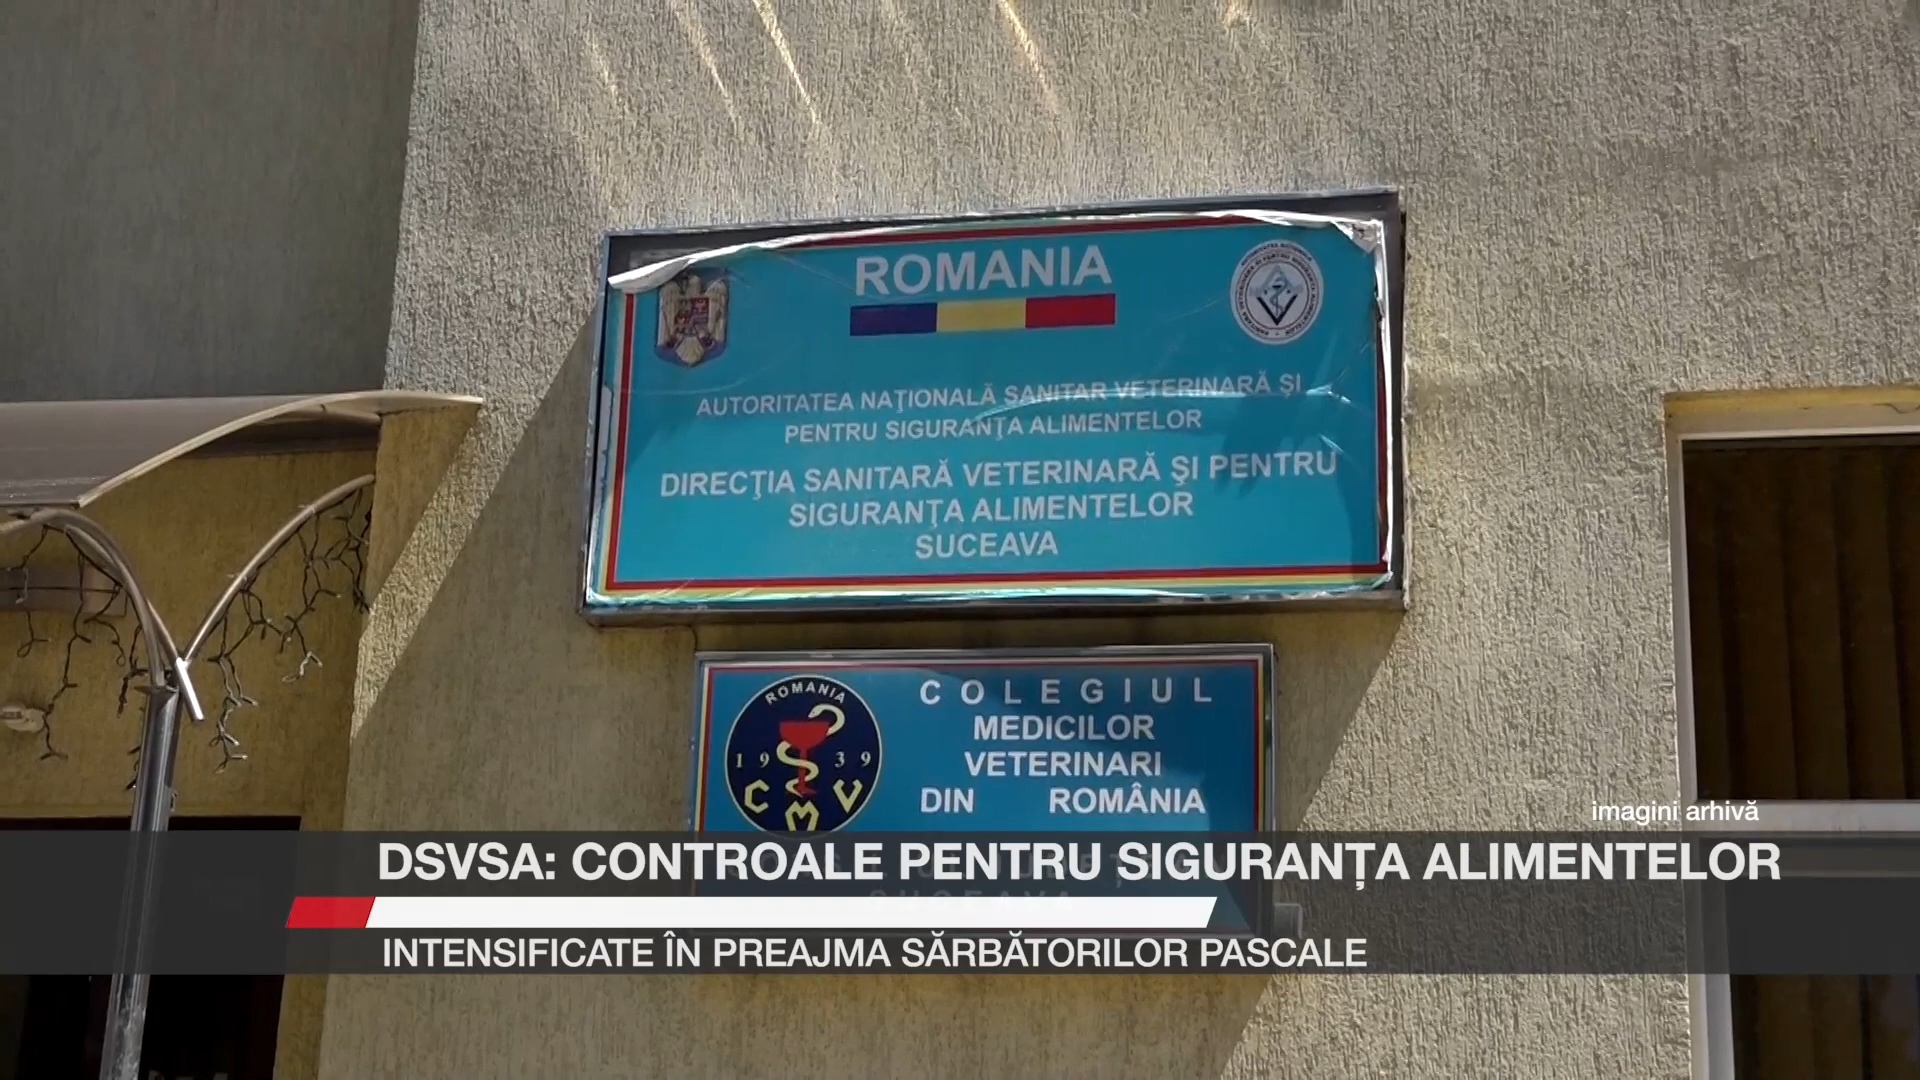 ROMANIA
AUTORITATEA NAŢIONALĂ SANITAR VETERINARĂ ŞI
PENTRU SIGURANŢA ALIMENTELOR
DIRECŢIA SANITARĂ VETERINARĂ ŞI PENTRU
SIGURANŢA ALIMENTELOR
SUCEAVA
ROMANIA
1939
CMV
COLEGIUL
MEDICILOR
VETERINARI
DIN ROMÂNIA
SUCEAVA
imagini arhivă
DSVSA: CONTROALE PENTRU SIGURANȚA ALIMENTELOR
INTENSIFICATE ÎN PREAJMA SĂRBĂTORILOR PASCALE